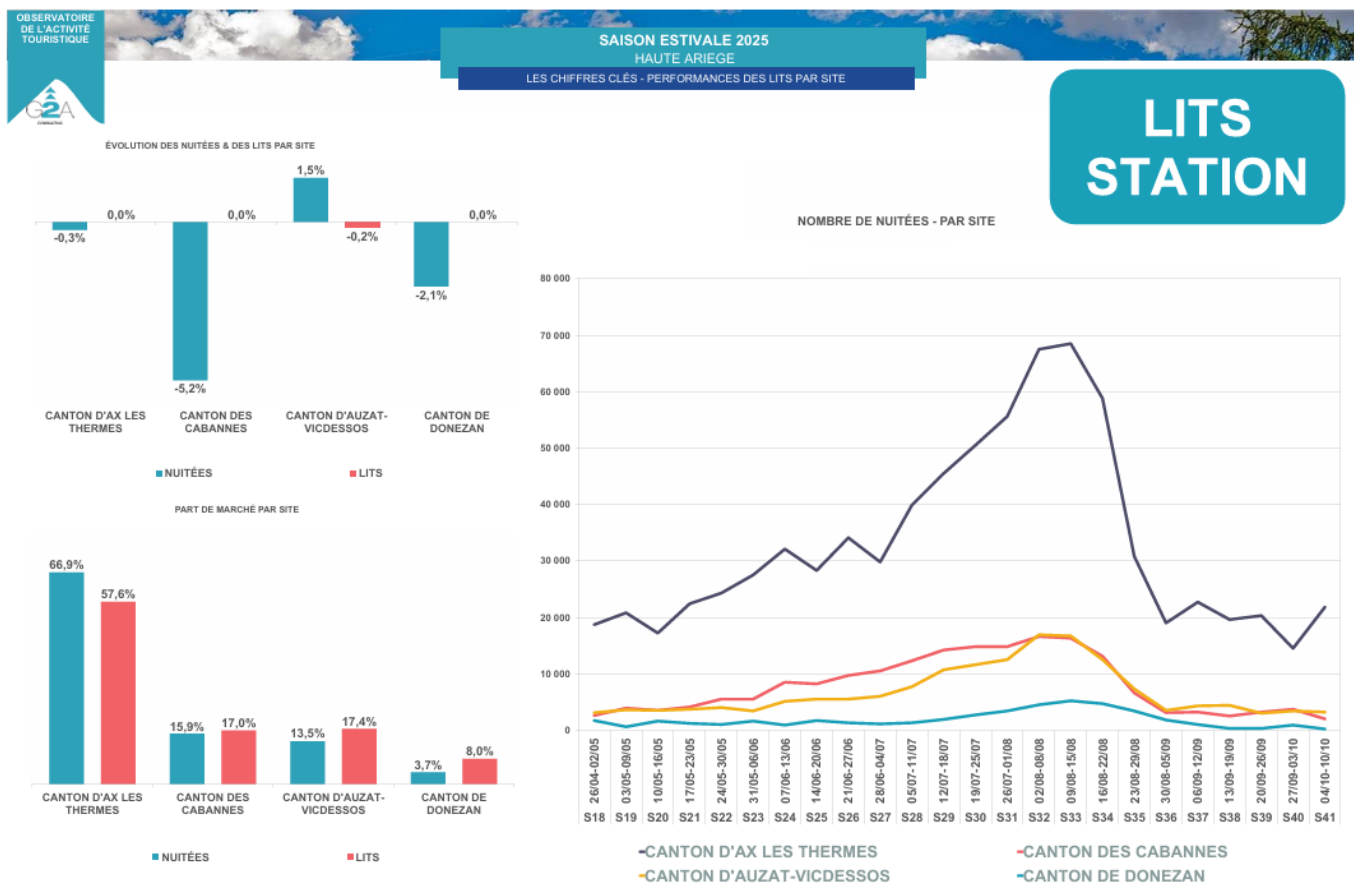 OBSERVATOIRE
DE L'ACTIVITÉ
TOURISTIQUE
G2A
CONSULTING
SAISON ESTIVALE 2025
HAUTE ARIEGE
LES CHIFFRES CLÉS - PERFORMANCES DES LITS PAR SITE
LITS
STATION
ÉVOLUTION DES NUITÉES & DES LITS PAR SITE
1,5%
0,0% 0,0% 0,0%
-0,3% -0,2%
-2,1%
-5,2%
CANTON D'AX LES
THERMES
CANTON DES
CABANNES
CANTON D'AUZAT-
VICDESSOS
CANTON DE
DONEZAN
NUITÉES LITS
PART DE MARCHÉ PAR SITE
66,9%
57,6%
15,9% 17,0%
13,5% 17,4%
3,7% 8,0%
CANTON D'AX LES
THERMES
CANTON DES
CABANNES
CANTON D'AUZAT-
VICDESSOS
CANTON DE
DONEZAN
NUITÉES LITS
NOMBRE DE NUITÉES - PAR SITE
80 000
70 000
60 000
50 000
40 000
30 000
20 000
10 000
0
26/04-02/05
03/05-09/05
10/05-16/05
17/05-23/05
24/05-30/05
31/05-06/06
07/06-13/06
14/06-20/06
21/06-27/06
28/06-04/07
05/07-11/07
12/07-18/07
19/07-25/07
26/07-01/08
02/08-08/08
09/08-15/08
16/08-22/08
23/08-29/08
30/08-05/09
06/09-12/09
13/09-19/09
20/09-26/09
27/09-03/10
04/10-10/10
S18 S19 S20 S21 S22 S23 S24 S25 S26 S27 S28 S29 S30 S31 S32 S33 S34 S35 S36 S37 S38 S39 S40 S41
CANTON D'AX LES THERMES CANTON DES CABANNES
CANTON D'AUZAT-VICDESSOS CANTON DE DONEZAN